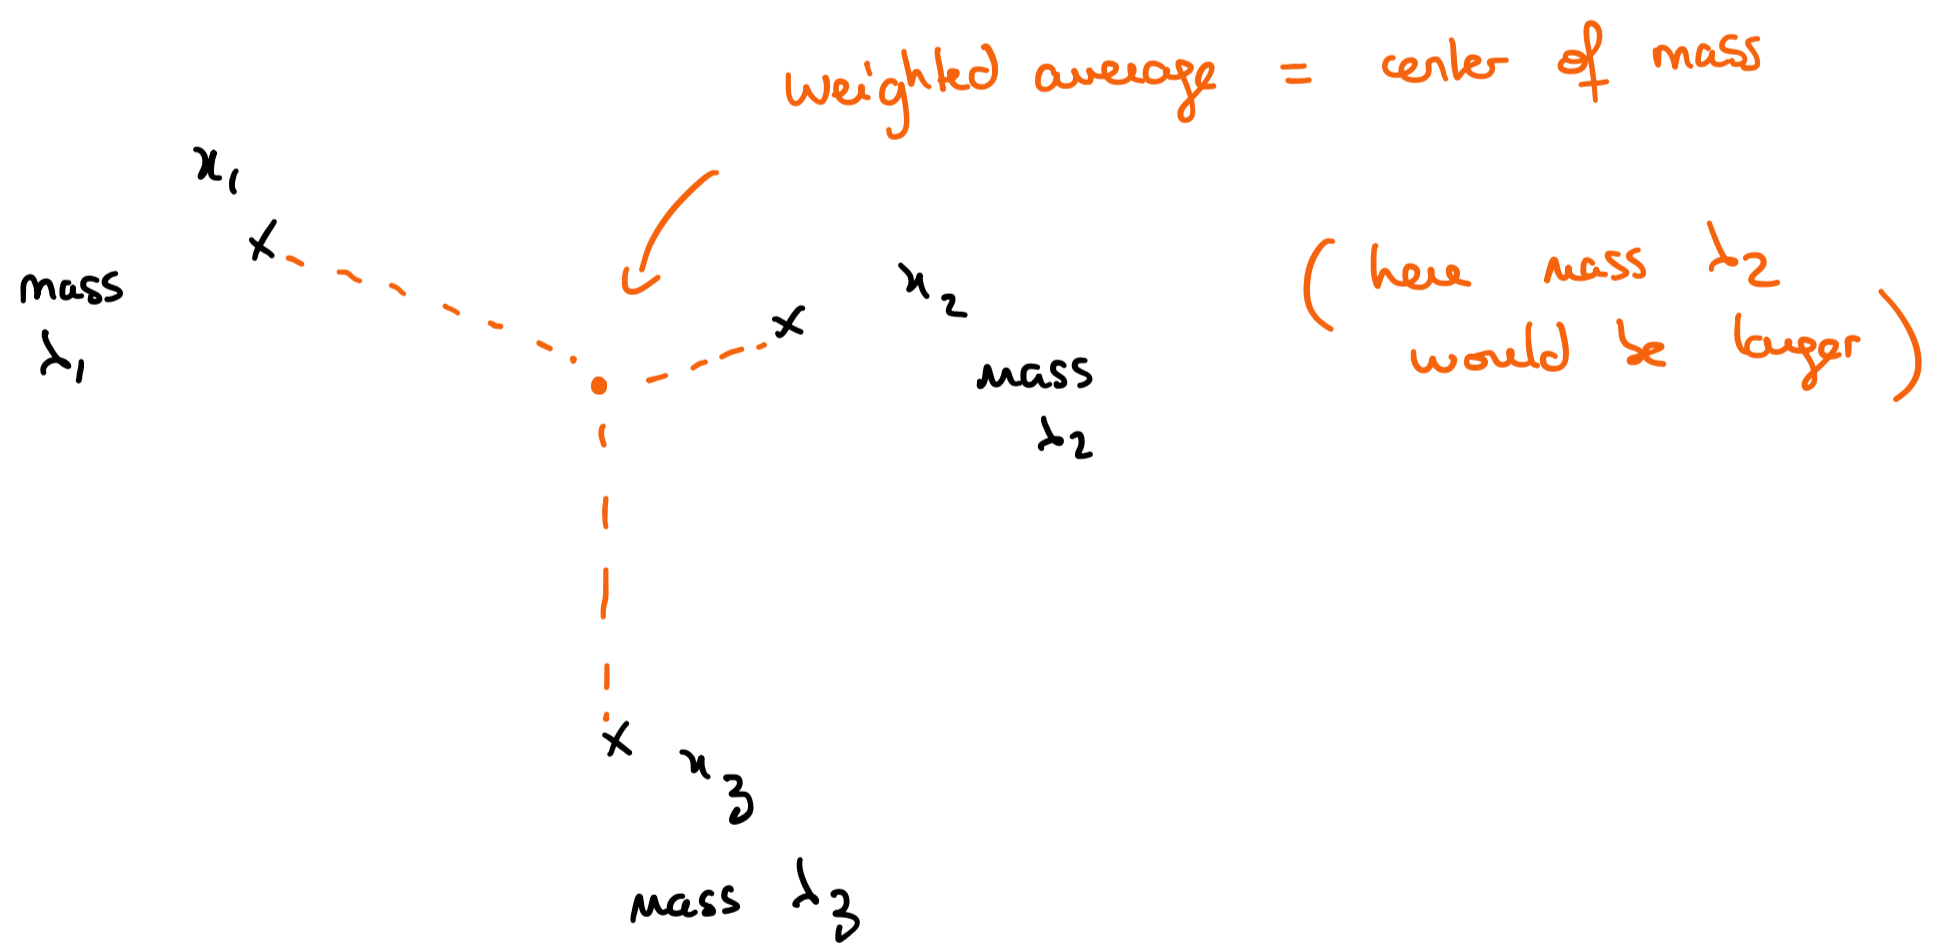 weighted average = center of mass
x₁
mass
λ₁
x₂
mass
λ₂
(here mass λ₂
would be larger)
x₃
mass λ₃